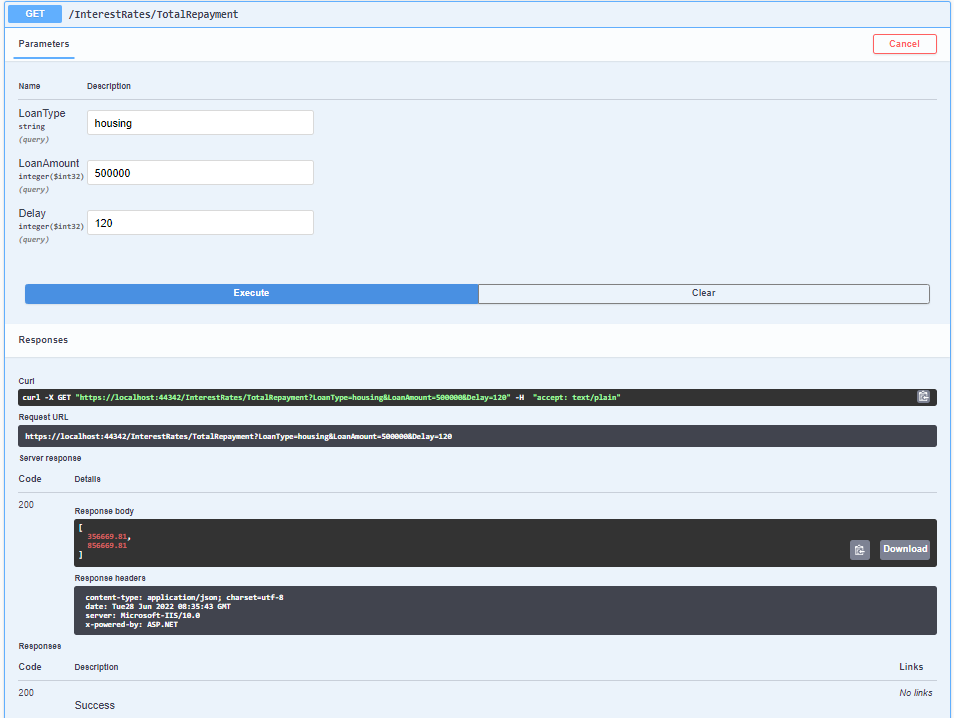 GET /InterestRates/TotalRepayment
Parameters
Cancel
Name Description
LoanType
string
(query)
housing
LoanAmount
integer($int32)
(query)
500000
Delay
integer($int32)
(query)
120
Execute Clear
Responses
Curl
curl -X GET "https://localhost:44342/InterestRates/TotalRepayment?LoanType=housing&LoanAmount=500000&Delay=120" -H "accept: text/plain"
Request URL
https://localhost:44342/InterestRates/TotalRepayment?LoanType=housing&LoanAmount=500000&Delay=120
Server response
Code Details
200
Response body
[
356669.81,
856669.81
]
Download
Response headers
content-type: application/json; charset=utf-8
date: Tue28 Jun 2022 08:35:43 GMT
server: Microsoft-IIS/10.0
x-powered-by: ASP.NET
Responses
Code Description Links
200 No links
Success